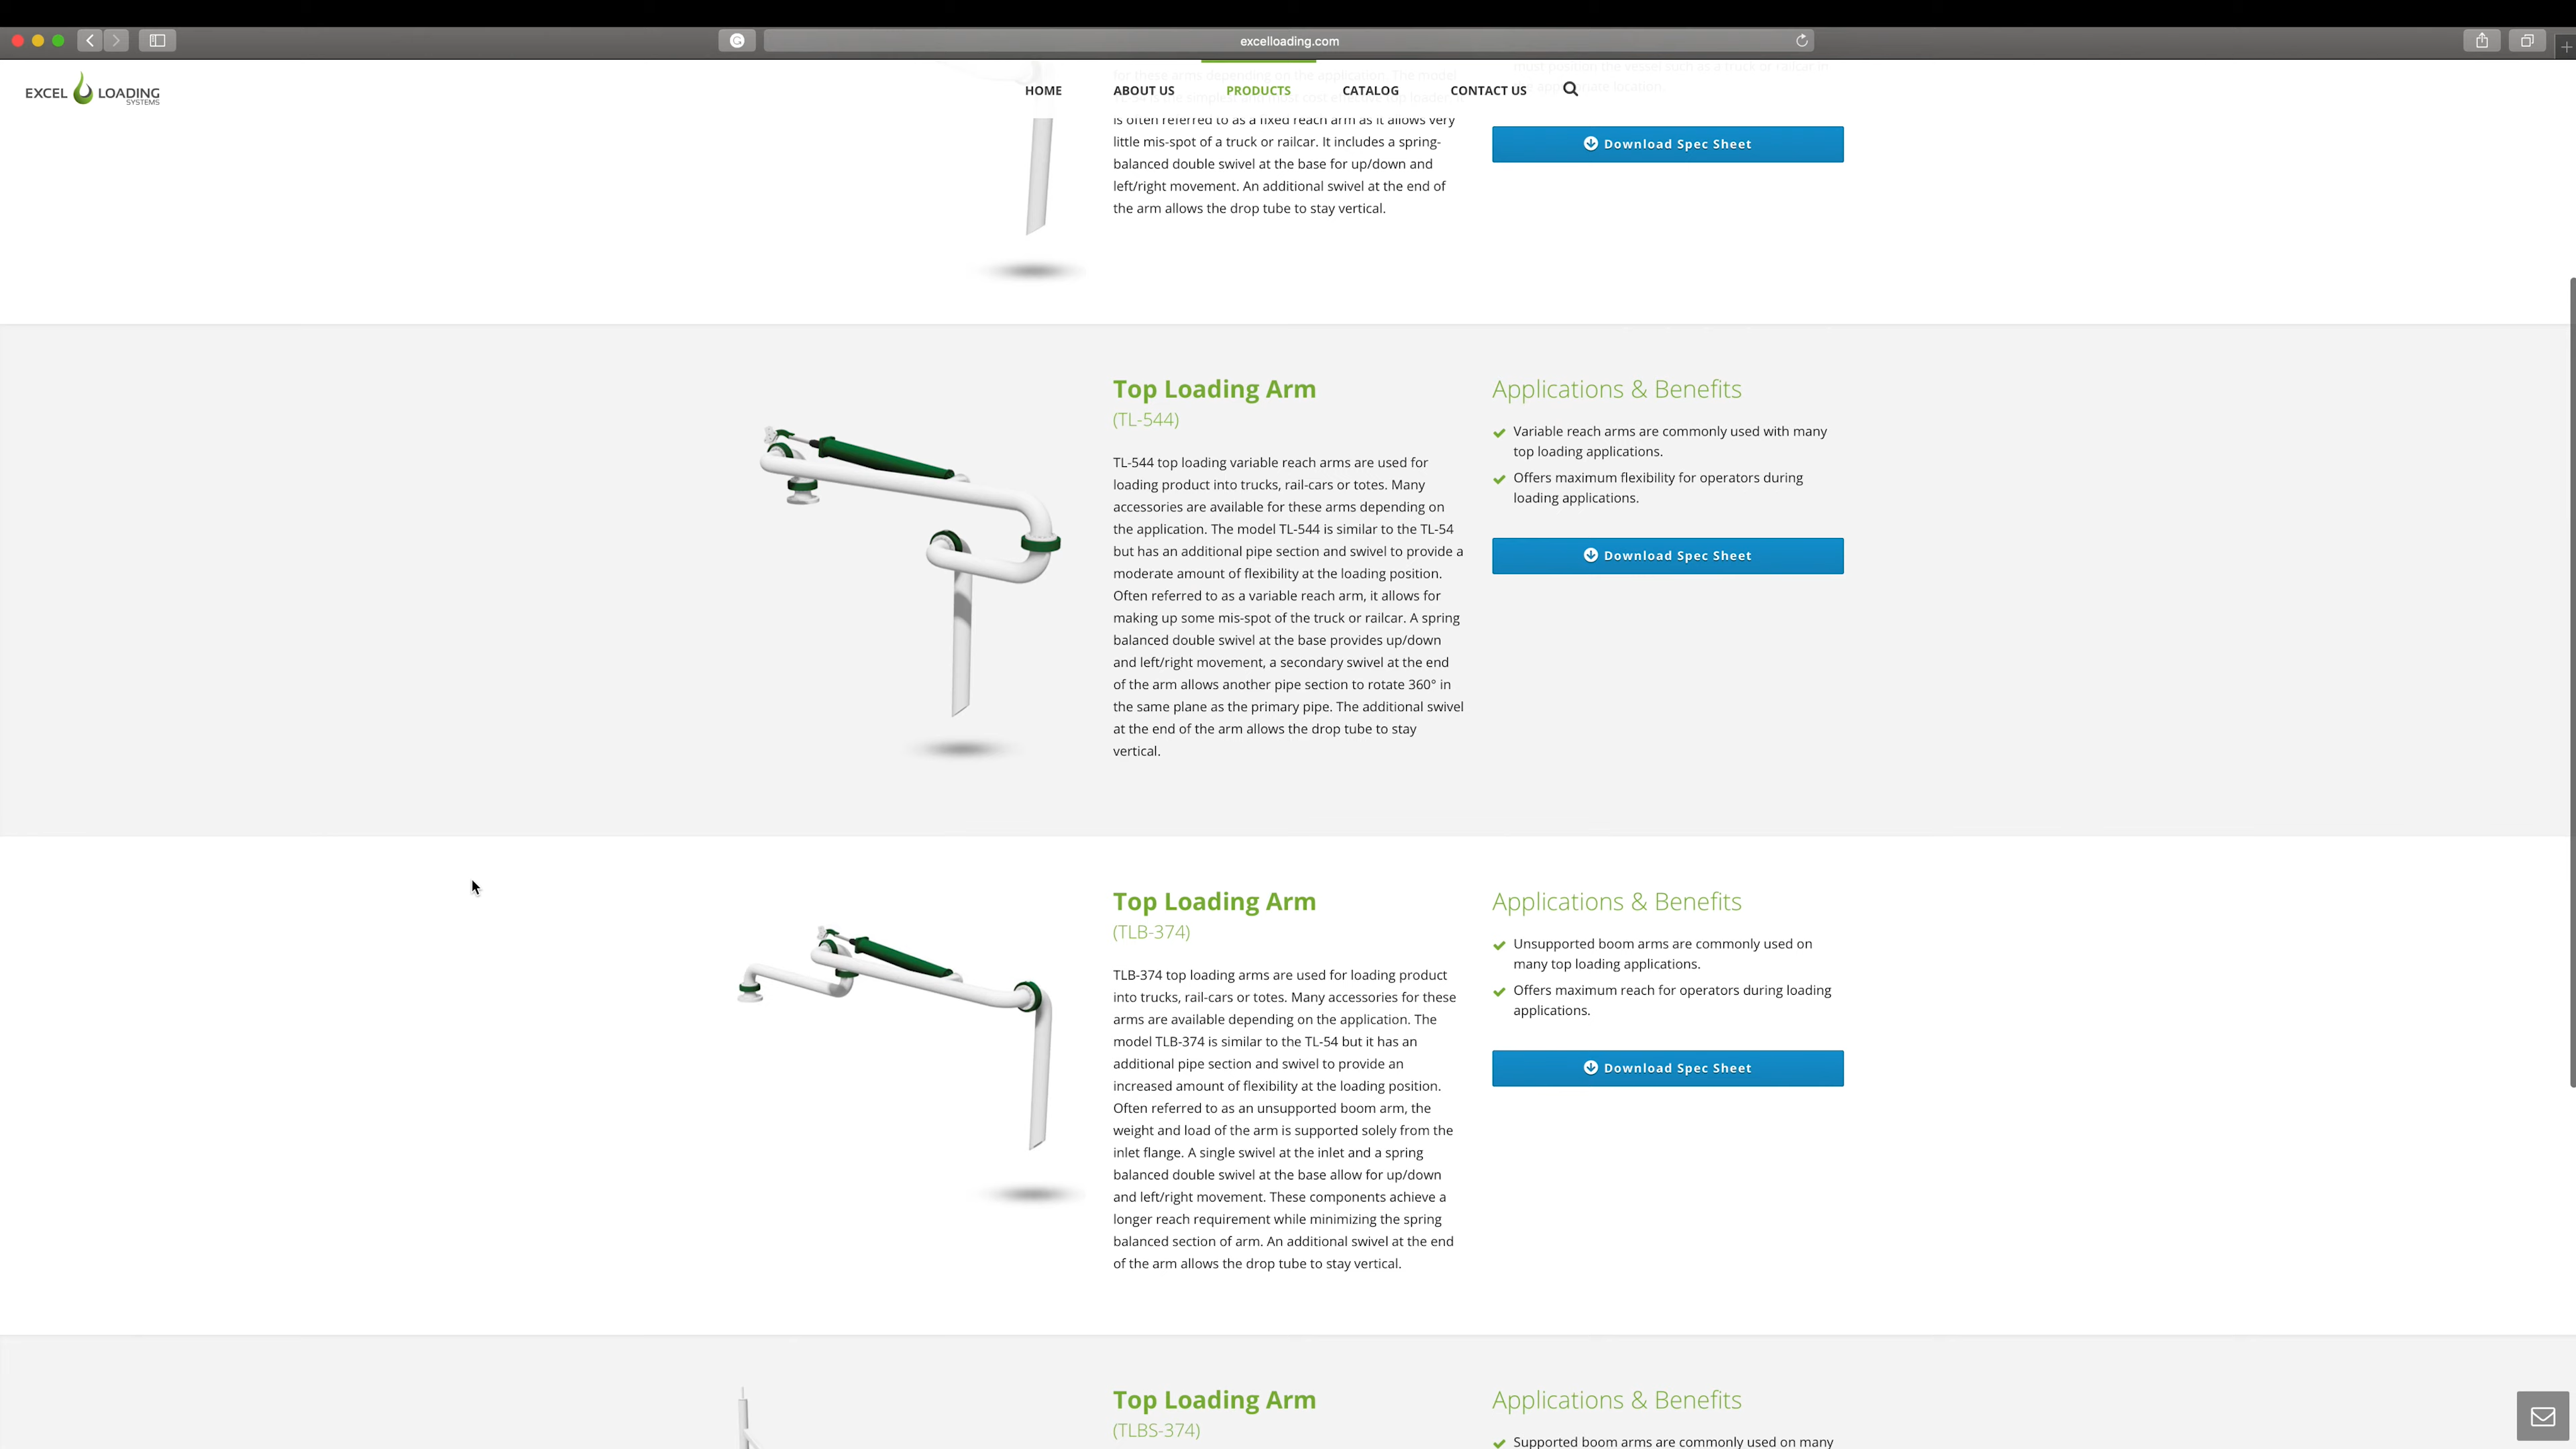 excelloading.com
EXCEL LOADING
SYSTEMS
HOME
ABOUT US
PRODUCTS
CATALOG
CONTACT US
for these arms depending on the application. The model
is often referred to as a fixed reach arm as it allows very
little mis-spot of a truck or railcar. It includes a spring-
balanced double swivel at the base for up/down and
left/right movement. An additional swivel at the end of
the arm allows the drop tube to stay vertical.
must position the vessel such as a truck or railcar in
location
Download Spec Sheet
Top Loading Arm
(TL-544)
TL-544 top loading variable reach arms are used for
loading product into trucks, rail-cars or totes. Many
accessories are available for these arms depending on
the application. The model TL-544 is similar to the TL-54
but has an additional pipe section and swivel to provide a
moderate amount of flexibility at the loading position.
Often referred to as a variable reach arm, it allows for
making up some mis-spot of the truck or railcar. A spring
balanced double swivel at the base provides up/down
and left/right movement, a secondary swivel at the end
of the arm allows another pipe section to rotate 360° in
the same plane as the primary pipe. The additional swivel
at the end of the arm allows the drop tube to stay
vertical.
Applications & Benefits
Variable reach arms are commonly used with many
top loading applications.
Offers maximum flexibility for operators during
loading applications.
Download Spec Sheet
Top Loading Arm
(TLB-374)
TLB-374 top loading arms are used for loading product
into trucks, rail-cars or totes. Many accessories for these
arms are available depending on the application. The
model TLB-374 is similar to the TL-54 but it has an
additional pipe section and swivel to provide an
increased amount of flexibility at the loading position.
Often referred to as an unsupported boom arm, the
weight and load of the arm is supported solely from the
inlet flange. A single swivel at the inlet and a spring
balanced double swivel at the base allow for up/down
and left/right movement. These components achieve a
longer reach requirement while minimizing the spring
balanced section of arm. An additional swivel at the end
of the arm allows the drop tube to stay vertical.
Applications & Benefits
Unsupported boom arms are commonly used on
many top loading applications.
Offers maximum reach for operators during loading
applications.
Download Spec Sheet
Top Loading Arm
(TLBS-374)
Applications & Benefits
Supported boom arms are commonly used on many